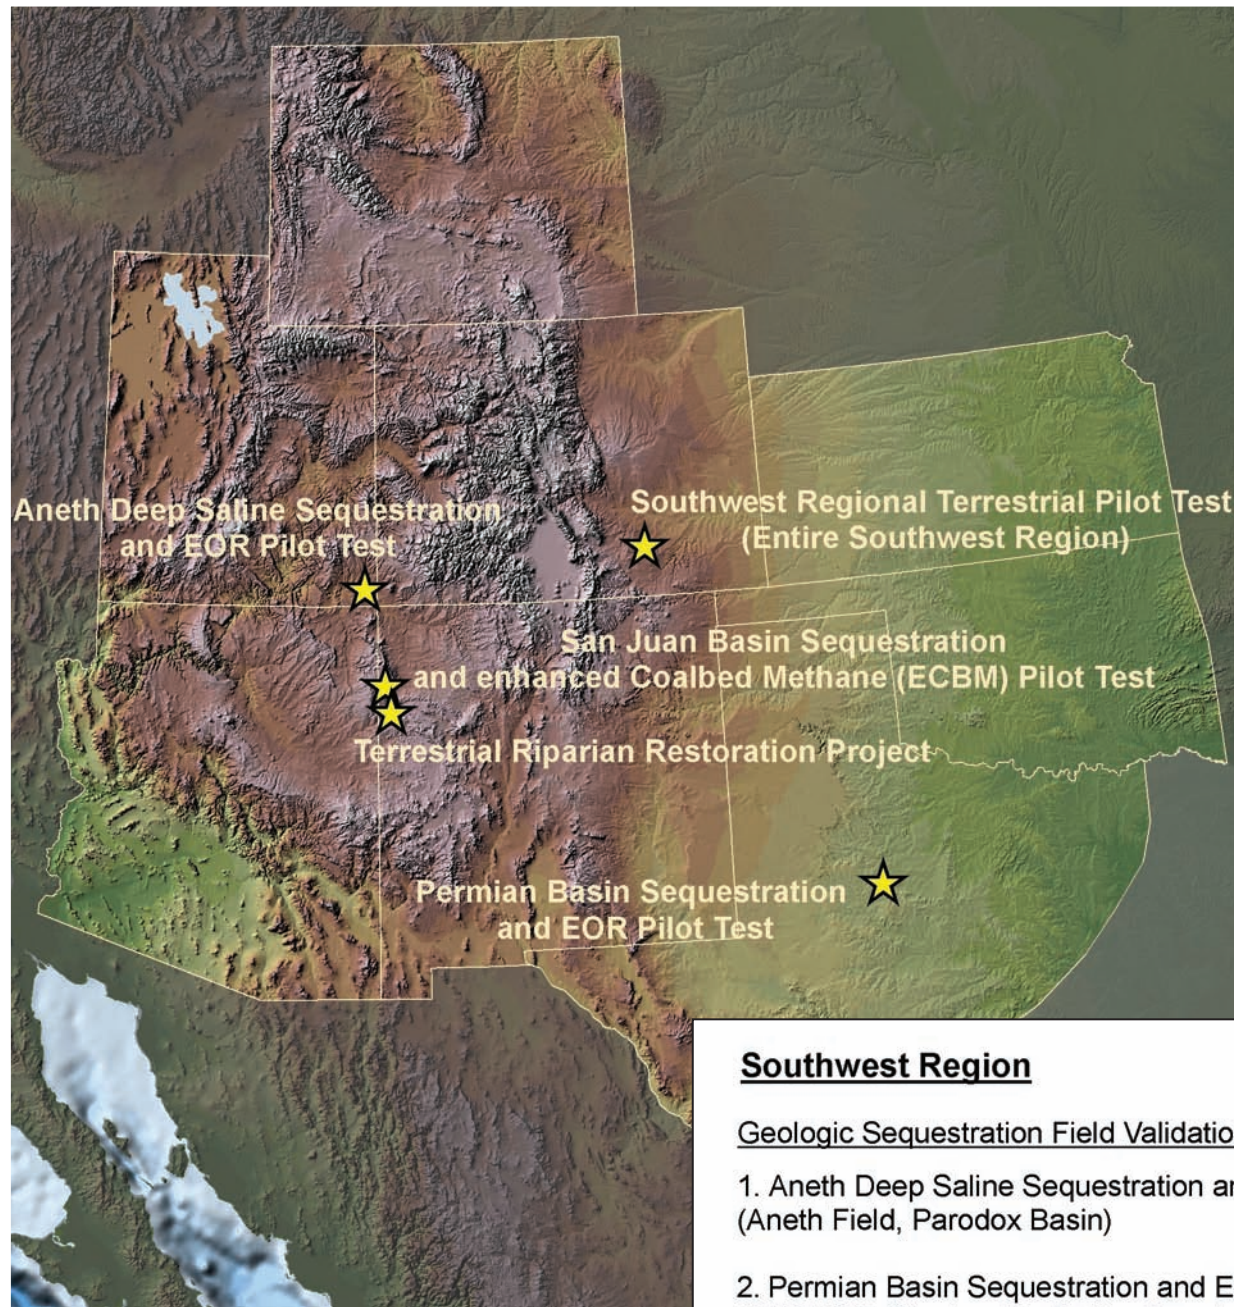 Aneth Deep Saline Sequestration
and EOR Pilot Test
Southwest Regional Terrestrial Pilot Test
(Entire Southwest Region)
San Juan Basin Sequestration
and enhanced Coalbed Methane (ECBM) Pilot Test
Terrestrial Riparian Restoration Project
Permian Basin Sequestration
and EOR Pilot Test
Southwest Region
Geologic Sequestration Field Validatio
1. Aneth Deep Saline Sequestration an
(Aneth Field, Parodox Basin)
2. Permian Basin Sequestration and E